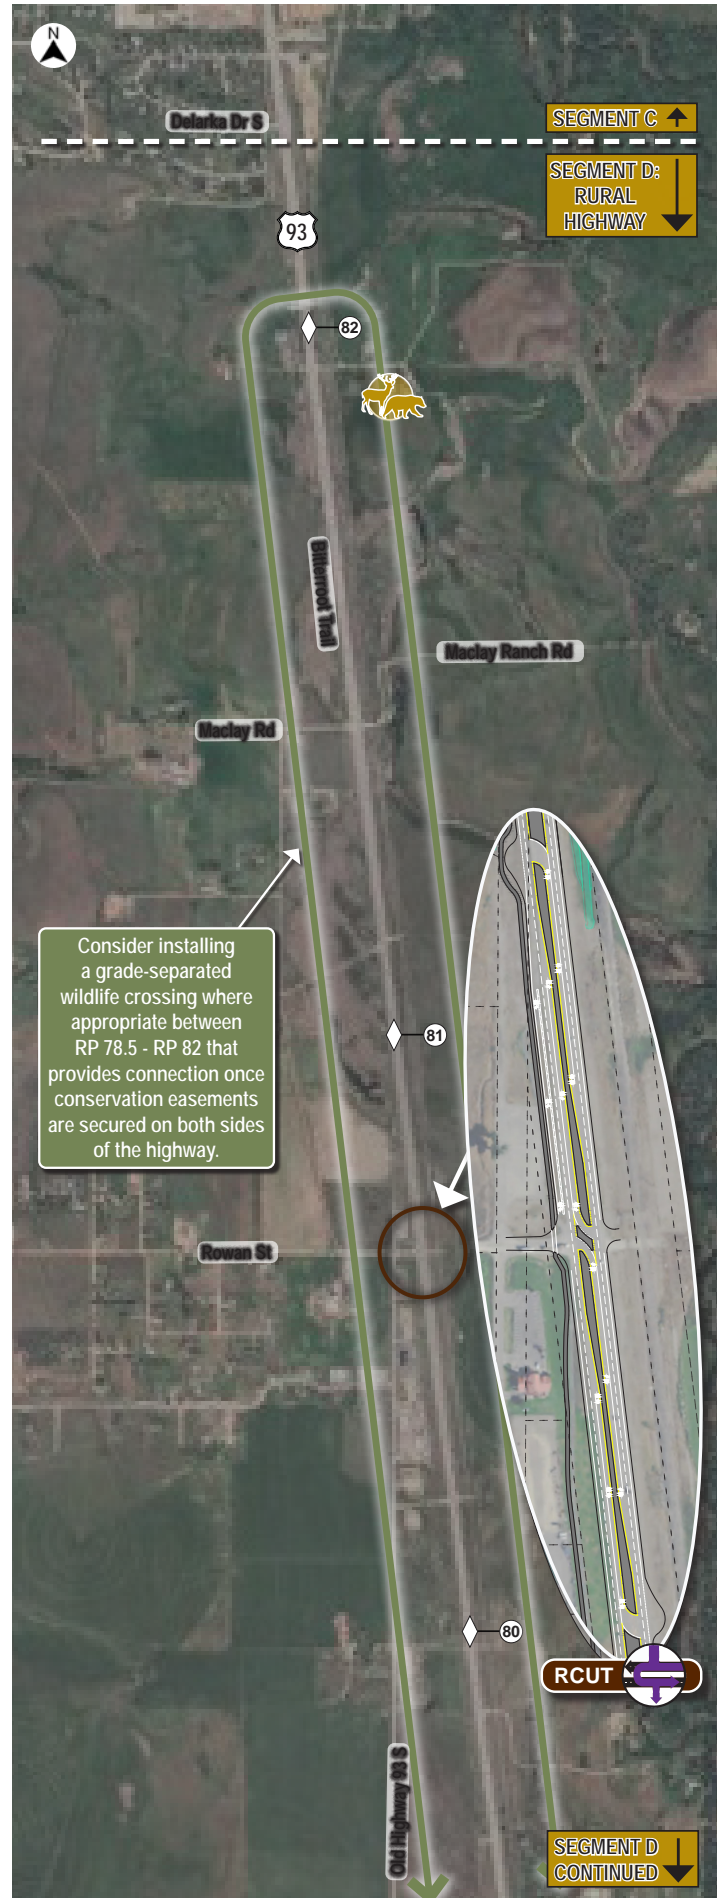 N
Delarka Dr S
SEGMENT C
SEGMENT D:
RURAL
HIGHWAY
93
82
Bitterroot Trail
Maclay Ranch Rd
Maclay Rd
Consider installing
a grade-separated
wildlife crossing where
appropriate between
RP 78.5 - RP 82 that
provides connection once
conservation easements
are secured on both sides
of the highway.
81
Rowan St
80
RCUT
Old Highway 93 S
SEGMENT D
CONTINUED